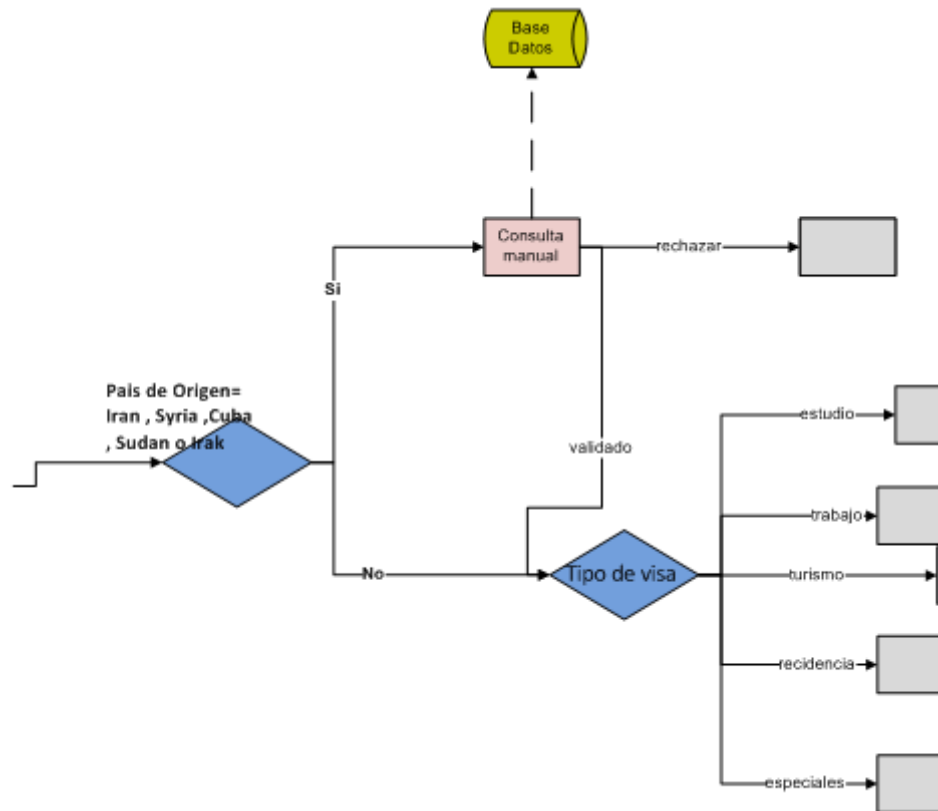 Base
Datos
Consulta
manual
rechazar
Si
Pais de Origen=
Iran , Syria ,Cuba
, Sudan o Irak
estudio
validado
trabajo
No
Tipo de visa
turismo
recidencia
especiales